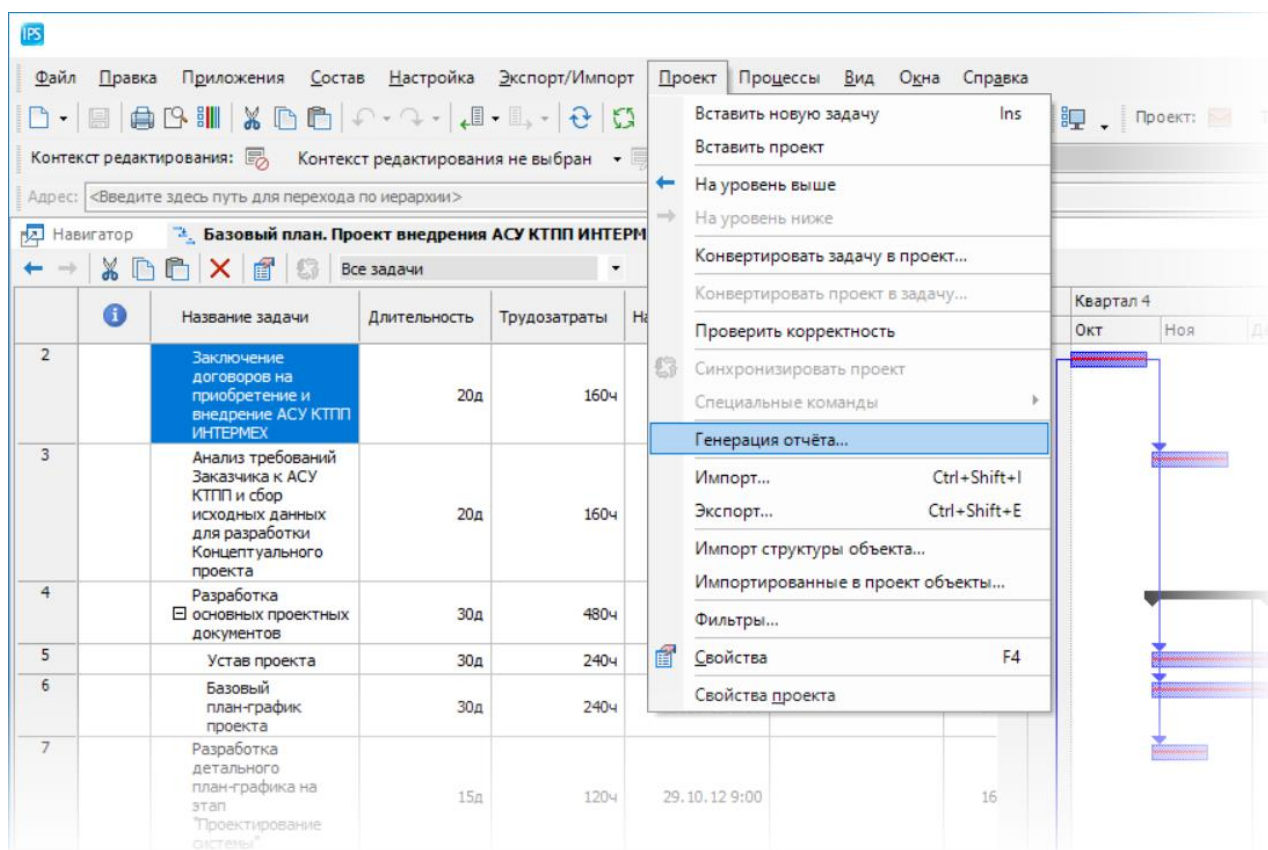 IPS
Файл Правка Приложения Состав Настройка Экспорт/Импорт Проект Процессы Вид Окна Справка
Вставить новую задачу Ins
Проект:
Контекст редактирования: Контекст редактирования не выбран
Вставить проект
Адрес: <Введите здесь путь для перехода по иерархии>
На уровень выше
На уровень ниже
Навигатор Базовый план. Проект внедрения АСУ КТПП ИНТЕРМ
Все задачи
Конвертировать задачу в проект...
Конвертировать проект в задачу...
Проверить корректность
Синхронизировать проект
Специальные команды
Генерация отчёта...
Импорт... Ctrl+Shift+I
Экспорт... Ctrl+Shift+E
Импорт структуры объекта...
Импортированные в проект объекты...
Фильтры...
Свойства F4
Свойства проекта
Название задачи Длительность Трудозатраты На
Квартал 4
Окт Ноя
2
Заключение
договоров на
приобретение и
внедрение АСУ КТПП
ИНТЕРМЕХ
20д 160ч
3
Анализ требований
Заказчика к АСУ
КТПП и сбор
исходных данных
для разработки
Концептуального
проекта
20д 160ч
4
Разработка
основных проектных
документов
30д 480ч
5 Устав проекта 30д 240ч
6
Базовый
план-график
проекта
30д 240ч
7
Разработка
детального
план-графика на
этап
"Проектирование
системы"
15д 120ч 29.10.12 9:00 16